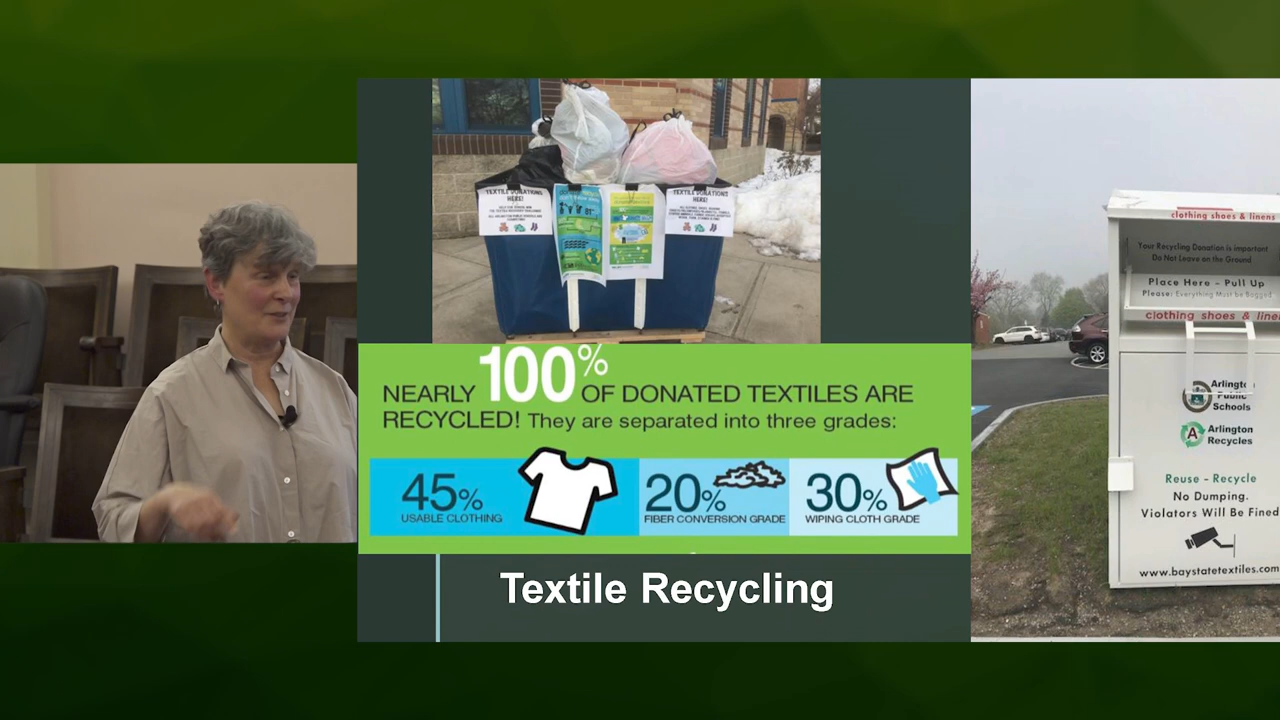 TEXTILE DONATIONS
HERE!
TEXTILE DONATIONS
HERE!
NEARLY 100% OF DONATED TEXTILES ARE
RECYCLED! They are separated into three grades:
45%
USABLE CLOTHING
20%
FIBER CONVERSION GRADE
30%
WIPING CLOTH GRADE
Textile Recycling
clothing shoes & linens
Your Recycling Donation is important
Do Not Leave on the Ground
Place Here - Pull Up
Please: Everything Must be Bagged
clothing shoes & linen
Arlington
Public
Schools
A
Arlington
Recycles
Reuse - Recycle
No Dumping.
Violators Will Be Fined
www.baystatetextiles.com